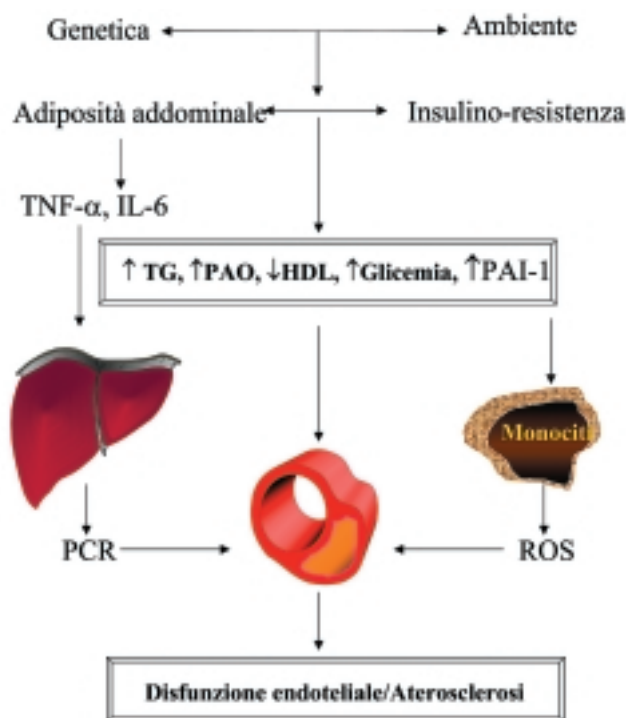 Genetica
Ambiente
Adiposità addominale
Insulino-resistenza
TNF-α, IL-6
↑ TG, ↑PAO, ↓HDL, ↑Glicemia, ↑PAI-1
Monociti
PCR
ROS
Disfunzione endoteliale/Aterosclerosi